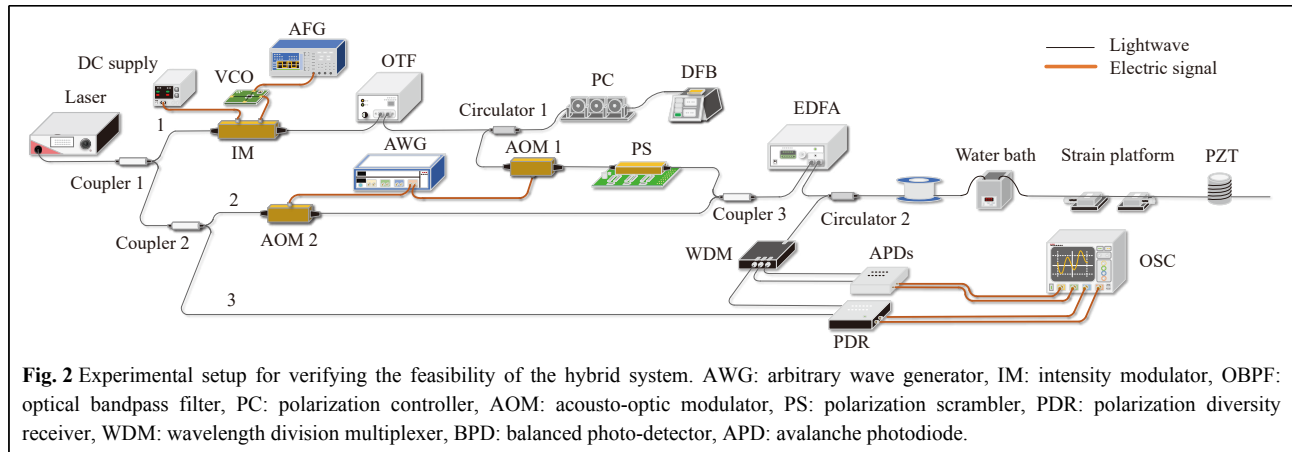 AFG
DC supply
VCO
OTF
Laser
1
IM
Coupler 1
Circulator 1
PC
DFB
Lightwave
Electric signal
AWG
AOM 1
PS
EDFA
Water bath
Strain platform
PZT
2
Coupler 2
AOM 2
Coupler 3
Circulator 2
WDM
APDs
OSC
3
PDR
Fig. 2 Experimental setup for verifying the feasibility of the hybrid system. AWG: arbitrary wave generator, IM: intensity modulator, OBPF:
optical bandpass filter, PC: polarization controller, AOM: acousto-optic modulator, PS: polarization scrambler, PDR: polarization diversity
receiver, WDM: wavelength division multiplexer, BPD: balanced photo-detector, APD: avalanche photodiode.